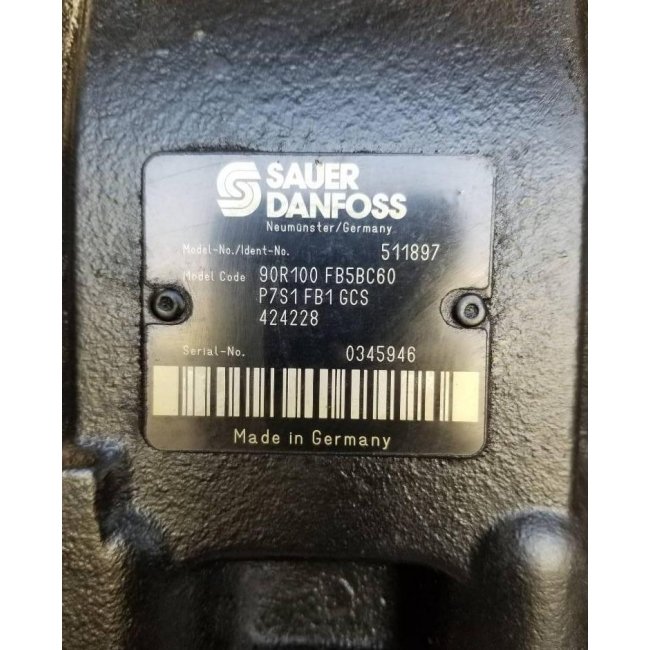 SAUER
DANFOSS
Neumünster/Germany
Model-No./Ident-No. 511897
Model Code 90R100 FB5BC60
P7S1 FB1 GCS
424228
Serial-No. 0345946
Made in Germany